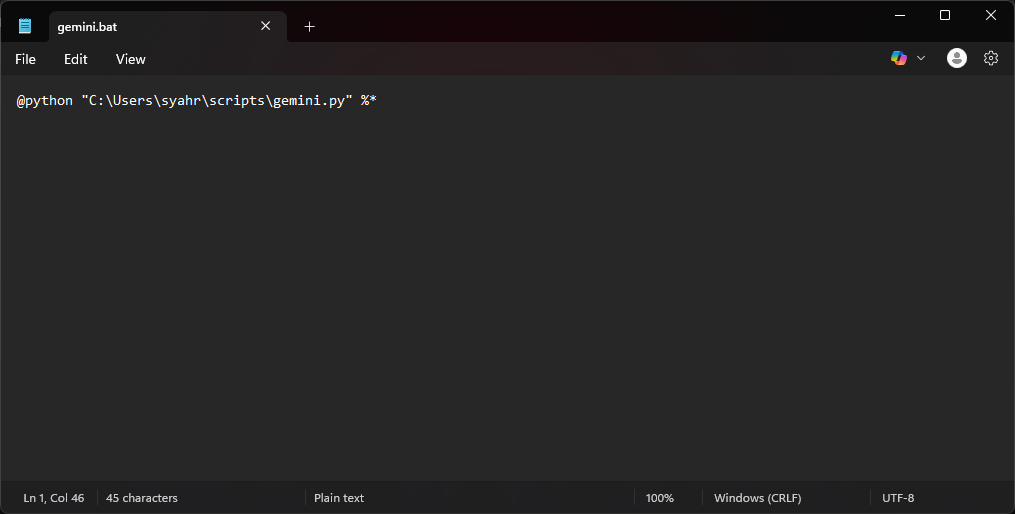 gemini.bat
File Edit View
@python "C:\Users\syahr\scripts\gemini.py" %*
Ln 1, Col 46 45 characters Plain text 100% Windows (CRLF) UTF-8